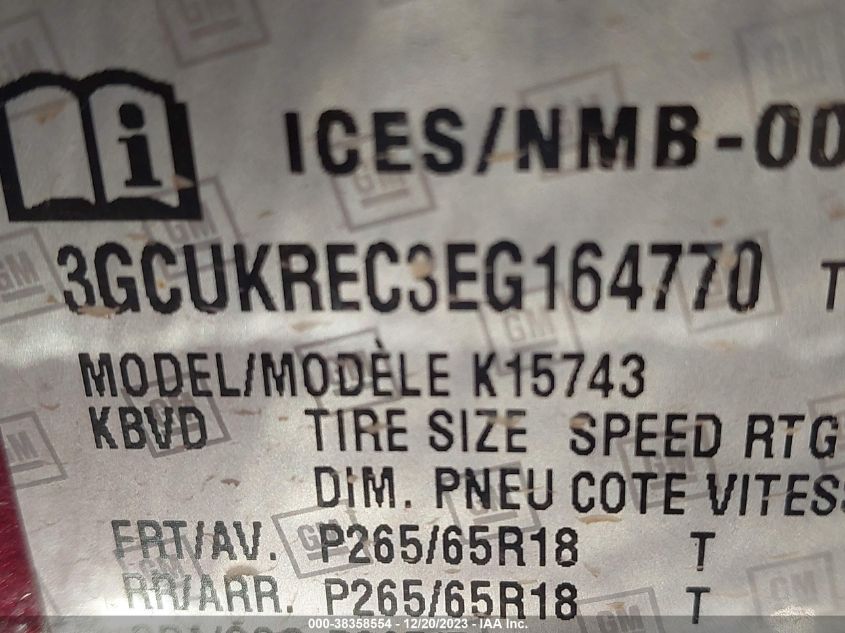 ICES/NMB-00
3GCUKREC3EG164770 T
MODEL/MODÈLE K15743
KBVD TIRE SIZE SPEED RTG
DIM. PNEU COTE VITESS
FRT/AV. P265/65R18 T
RR/ARR. P265/65R18 T
000-38358554 - 12/20/2023 - IAA Inc.